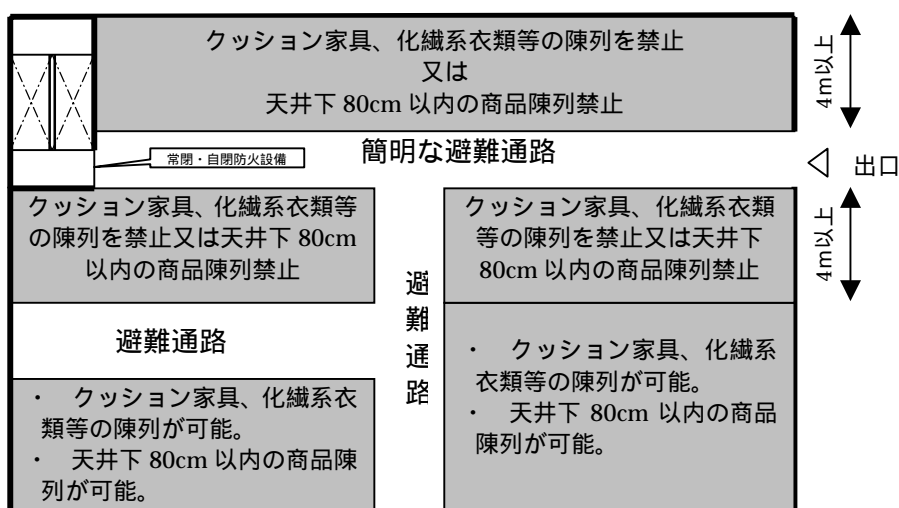 クッション家具、化繊系衣類等の陳列を禁止
又は
天井下 80cm 以内の商品陳列禁止
4m以上
常閉・自閉防火設備
簡明な避難通路
出口
クッション家具、化繊系衣類等
の陳列を禁止又は天井下 80cm
以内の商品陳列禁止
クッション家具、化繊系衣類
等の陳列を禁止又は天井下
80cm 以内の商品陳列禁止
4m以上
避難通路
避難通路
・ クッション家具、化繊系衣
類等の陳列が可能。
・ 天井下 80cm 以内の商品陳
列が可能。
・ クッション家具、化繊系
衣類等の陳列が可能。
・ 天井下 80cm 以内の商品
陳列が可能。